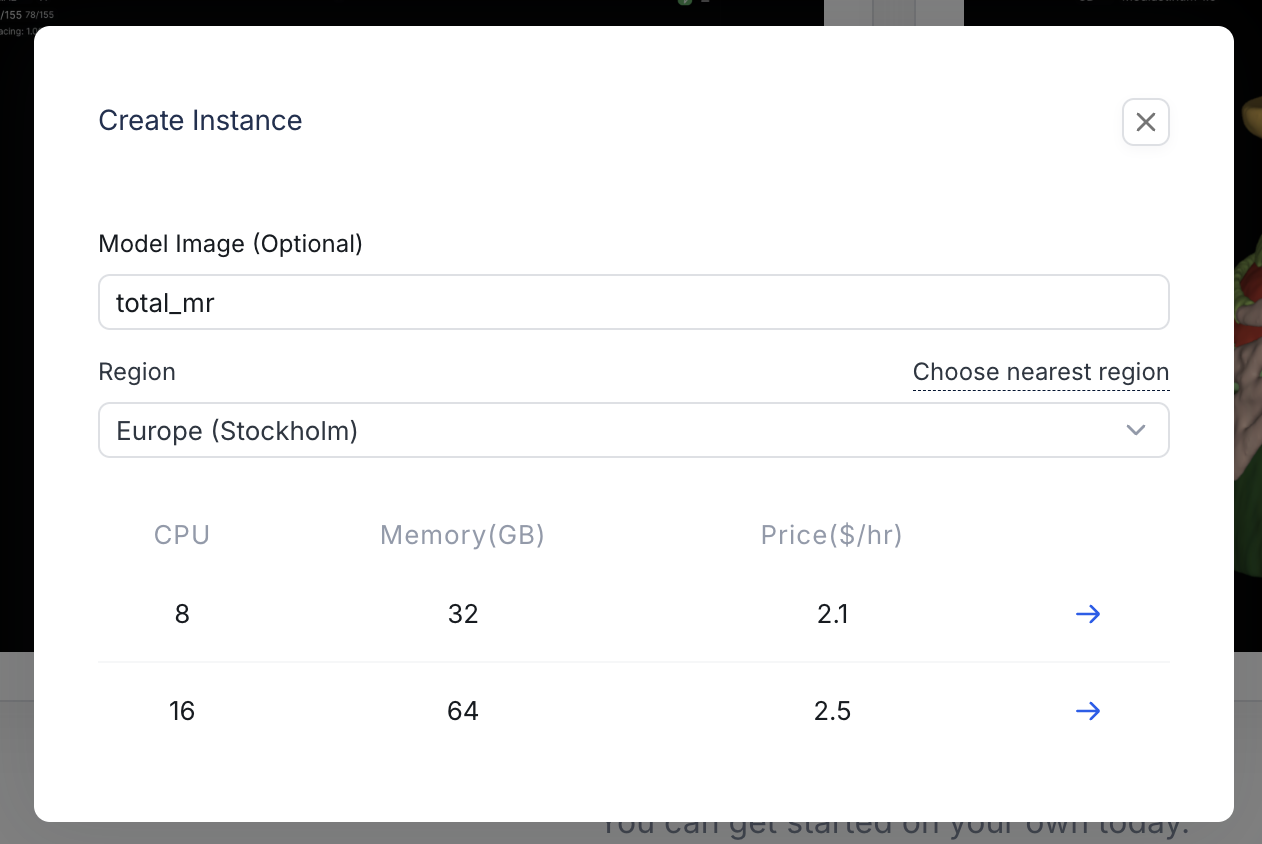 /155 78/155
acing: 1.0
Create Instance
Model Image (Optional)
total_mr
Region
Choose nearest region
Europe (Stockholm)
CPU Memory(GB) Price($/hr)
8 32 2.1
16 64 2.5
You can get started on your own today.